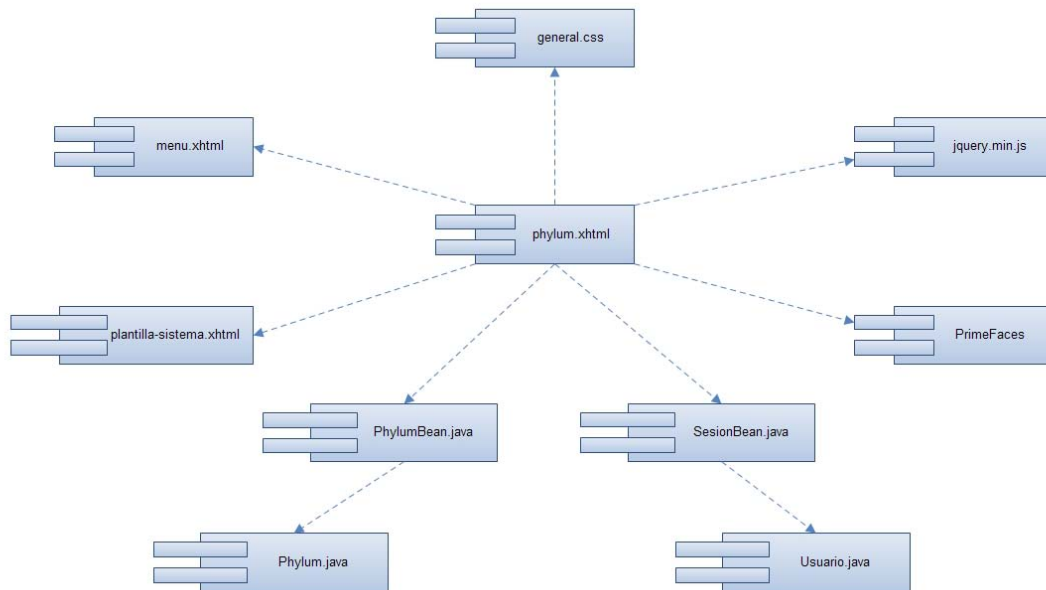 general.css
menu.xhtml
jquery.min.js
phylum.xhtml
plantilla-sistema.xhtml
PrimeFaces
PhylumBean.java
SesionBean.java
Phylum.java
Usuario.java